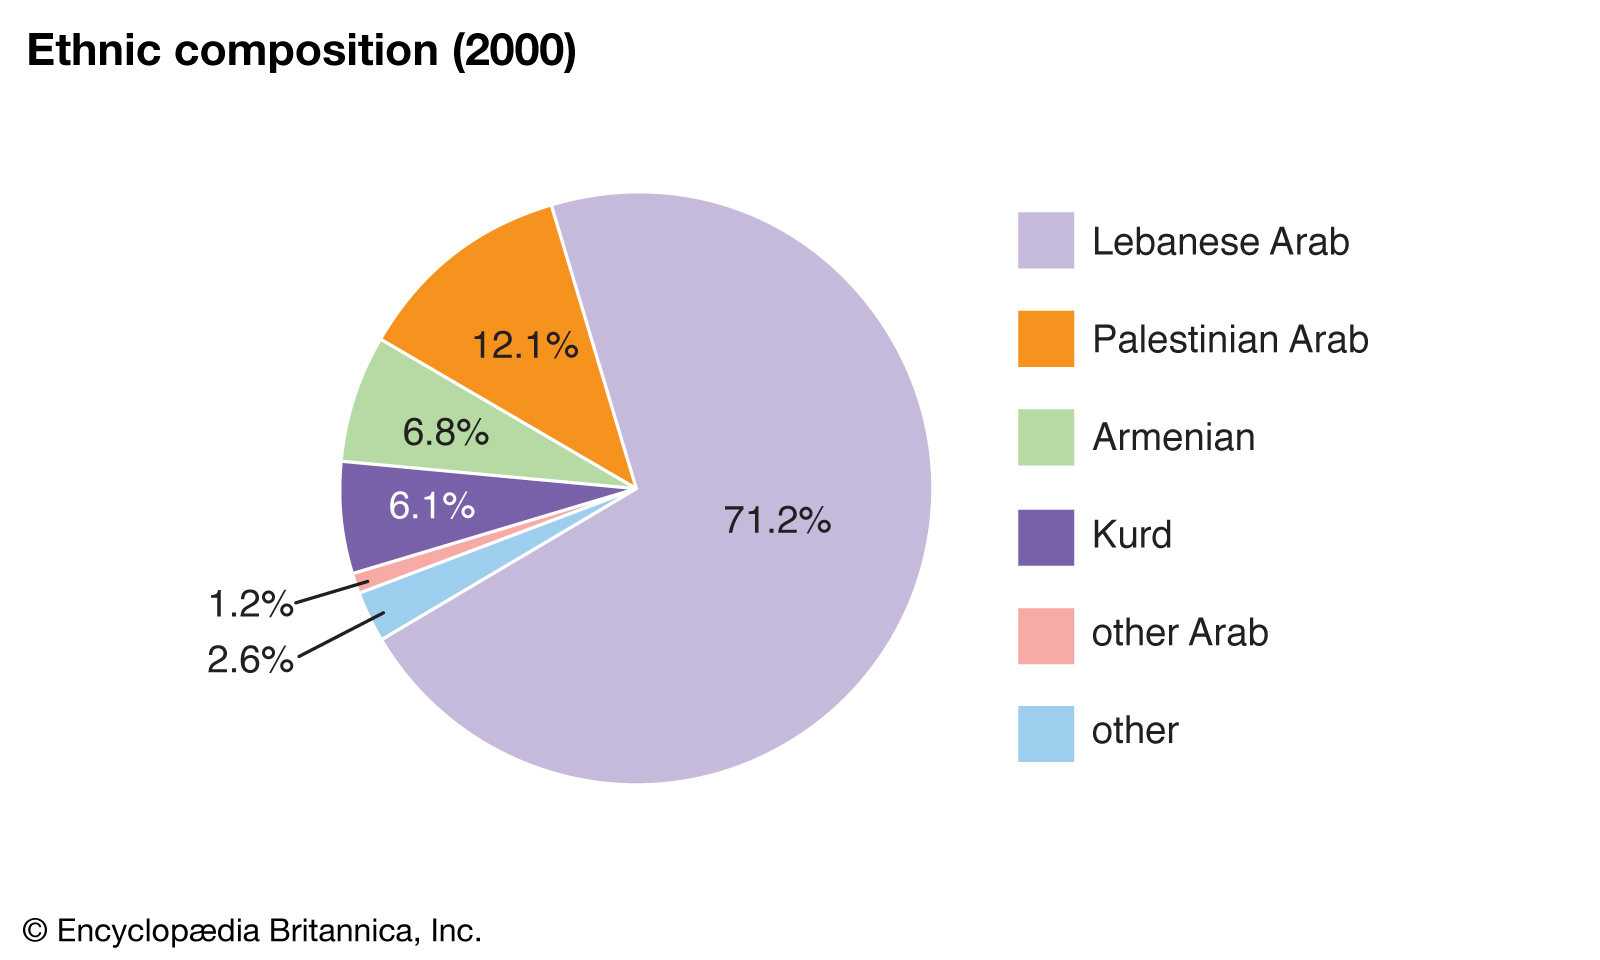 Ethnic composition (2000)
12.1%
6.8%
6.1%
71.2%
1.2%
2.6%
Lebanese Arab
Palestinian Arab
Armenian
Kurd
other Arab
other
© Encyclopædia Britannica, Inc.